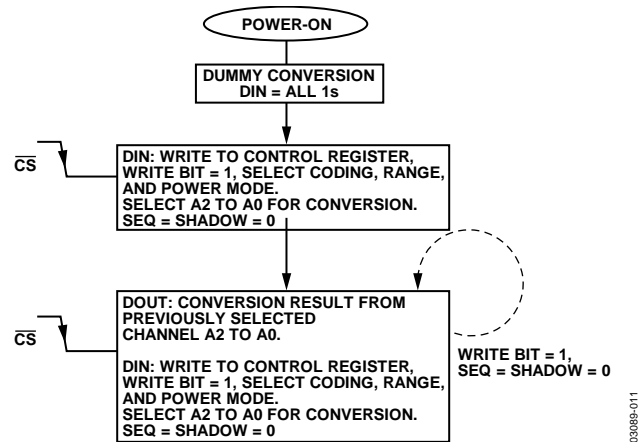 POWER-ON
DUMMY CONVERSION
DIN = ALL 1s
CS
DIN: WRITE TO CONTROL REGISTER,
WRITE BIT = 1, SELECT CODING, RANGE,
AND POWER MODE.
SELECT A2 TO A0 FOR CONVERSION.
SEQ = SHADOW = 0
CS
DOUT: CONVERSION RESULT FROM
PREVIOUSLY SELECTED
CHANNEL A2 TO A0.
DIN: WRITE TO CONTROL REGISTER,
WRITE BIT = 1, SELECT CODING, RANGE,
AND POWER MODE.
SELECT A2 TO A0 FOR CONVERSION.
SEQ = SHADOW = 0
WRITE BIT = 1,
SEQ = SHADOW = 0
03089-011